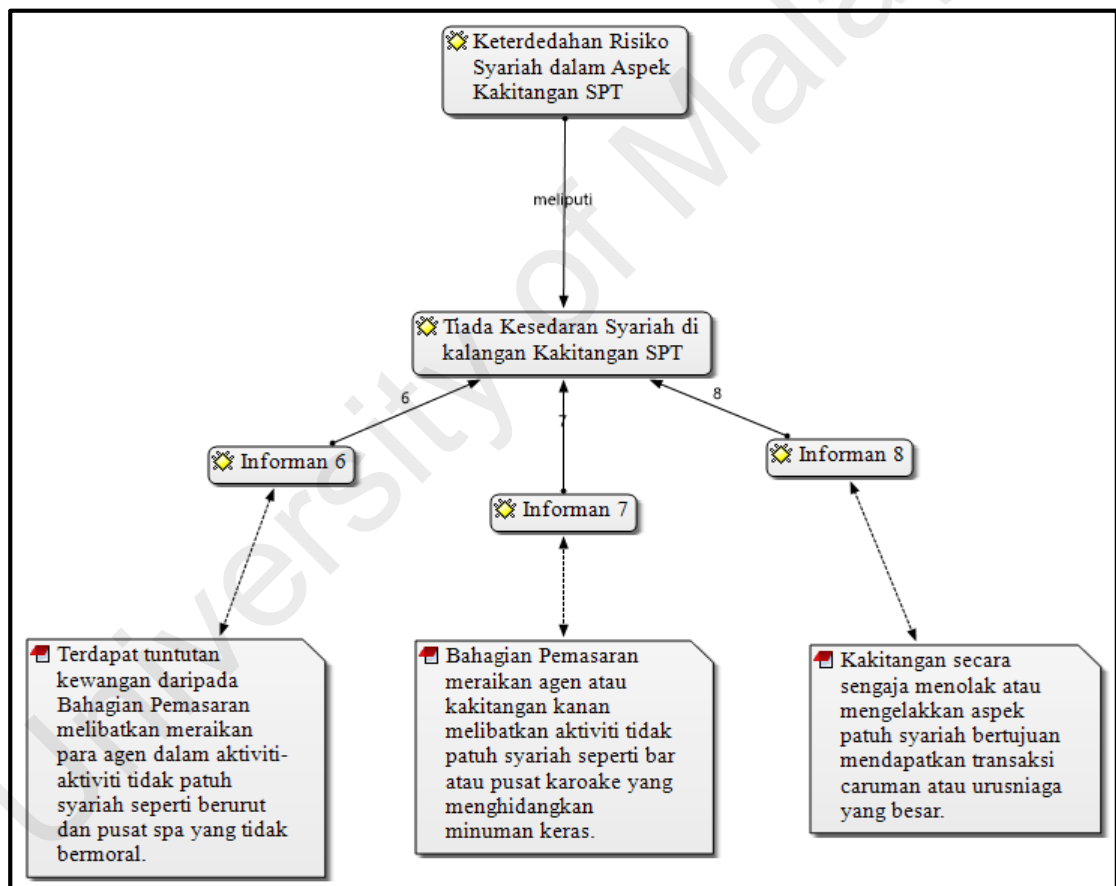 Keterdedahan Risiko
Syariah dalam Aspek
Kakitangan SPT
meliputi
Tiada Kesedaran Syariah di
kalangan Kakitangan SPT
6
7
8
Informan 6
Informan 7
Informan 8
Terdapat tuntutan
kewangan daripada
Bahagian Pemasaran
melibatkan meraikan
para agen dalam aktiviti-
aktiviti tidak patuh
syariah seperti berurut
dan pusat spa yang tidak
bermoral.
Bahagian Pemasaran
meraikan agen atau
kakitangan kanan
melibatkan aktiviti tidak
patuh syariah seperti bar
atau pusat karoake yang
menghidangkan
minuman keras.
Kakitangan secara
sengaja menolak atau
mengelakkan aspek
patuh syariah bertujuan
mendapatkan transaksi
caruman atau urusniaga
yang besar.
University of Mala